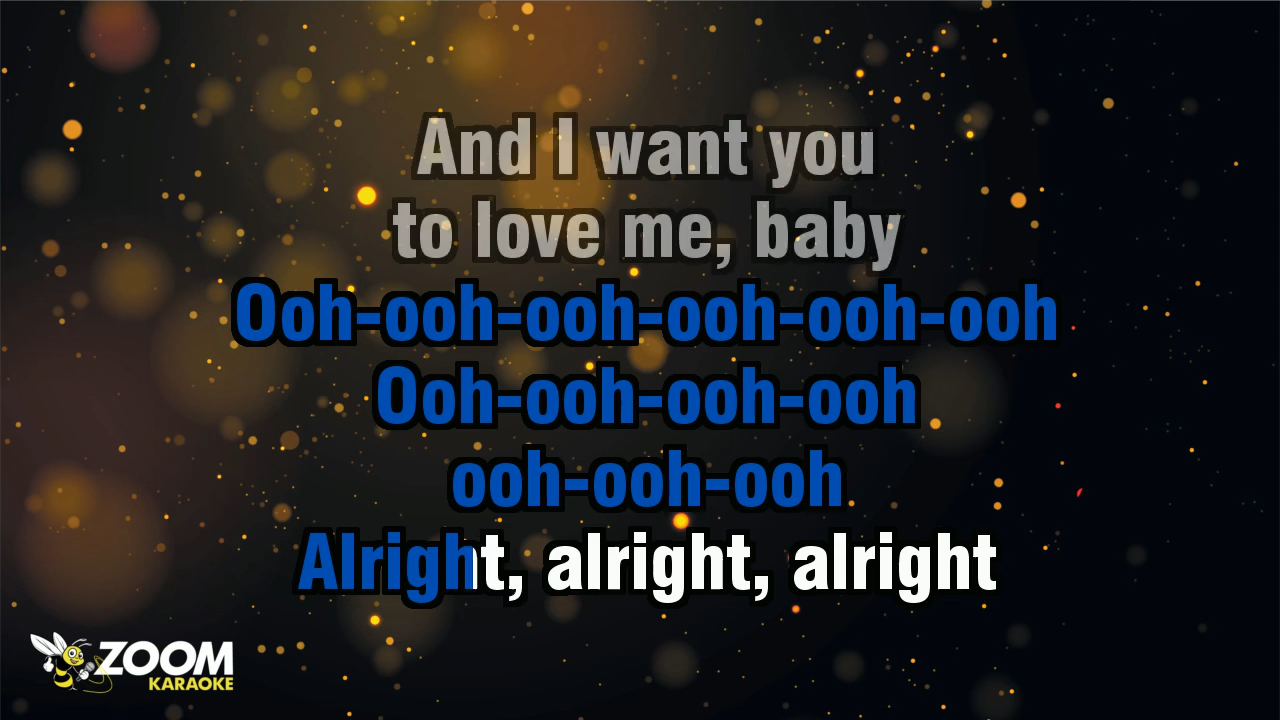 And I want you
to love me, baby
Ooh-ooh-ooh-ooh-ooh-ooh
Ooh-ooh-ooh-ooh
ooh-ooh-ooh
Alright, alright, alright
ZOOM
KARAOKE